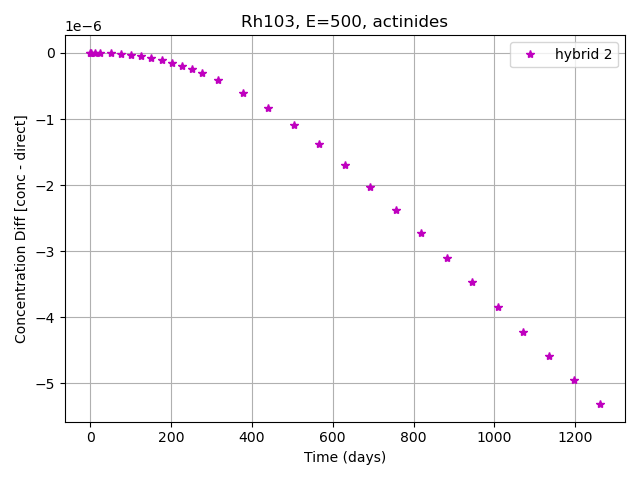 Rh103, E=500, actinides
1e−6
hybrid 2
0
−1
−2
−3
−4
−5
Concentration Diff [conc - direct]
0 200 400 600 800 1000 1200
Time (days)